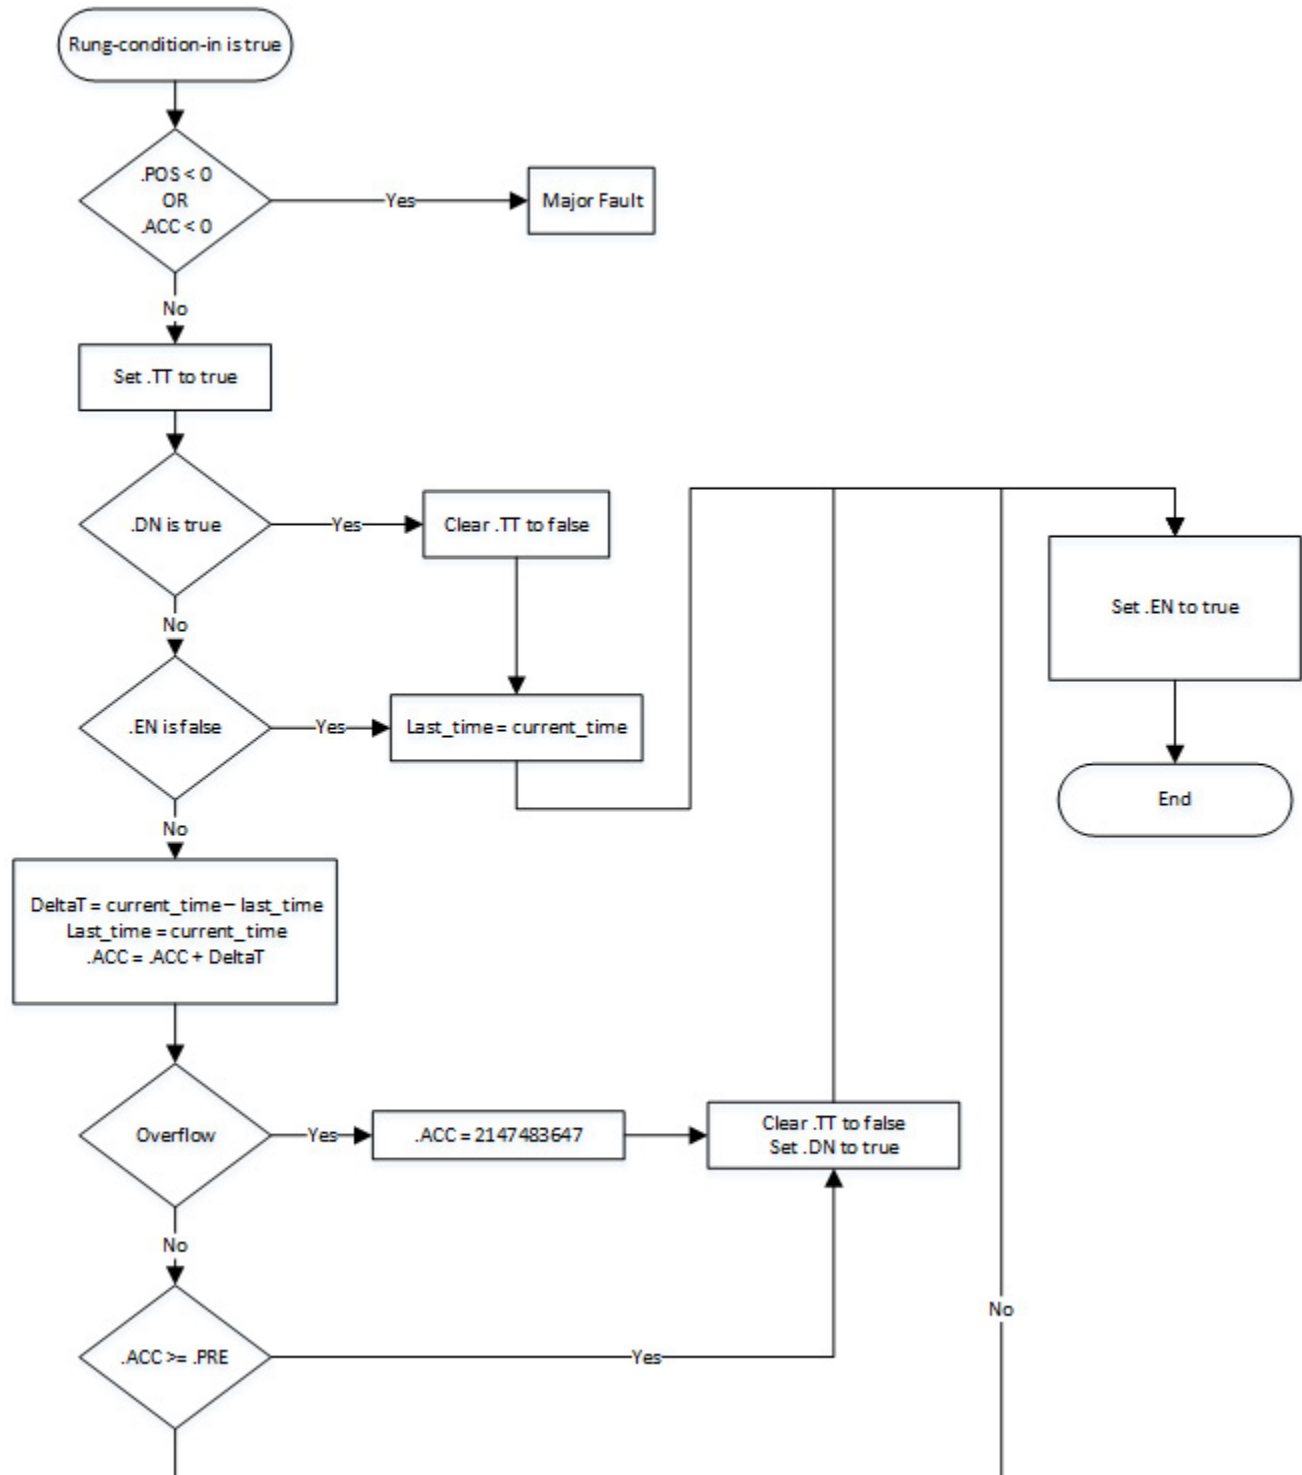 Rung-condition-in is true
.POS < 0
OR
.ACC < 0
Yes
Major Fault
No
Set .TT to true
.DN is true
Yes
Clear .TT to false
No
Set .EN to true
.EN is false
Yes
Last_time = current_time
End
No
DeltaT = current_time – last_time
Last_time = current_time
.ACC = .ACC + DeltaT
Overflow
Yes
.ACC = 2147483647
Clear .TT to false
Set .DN to true
No
No
.ACC >= .PRE
Yes